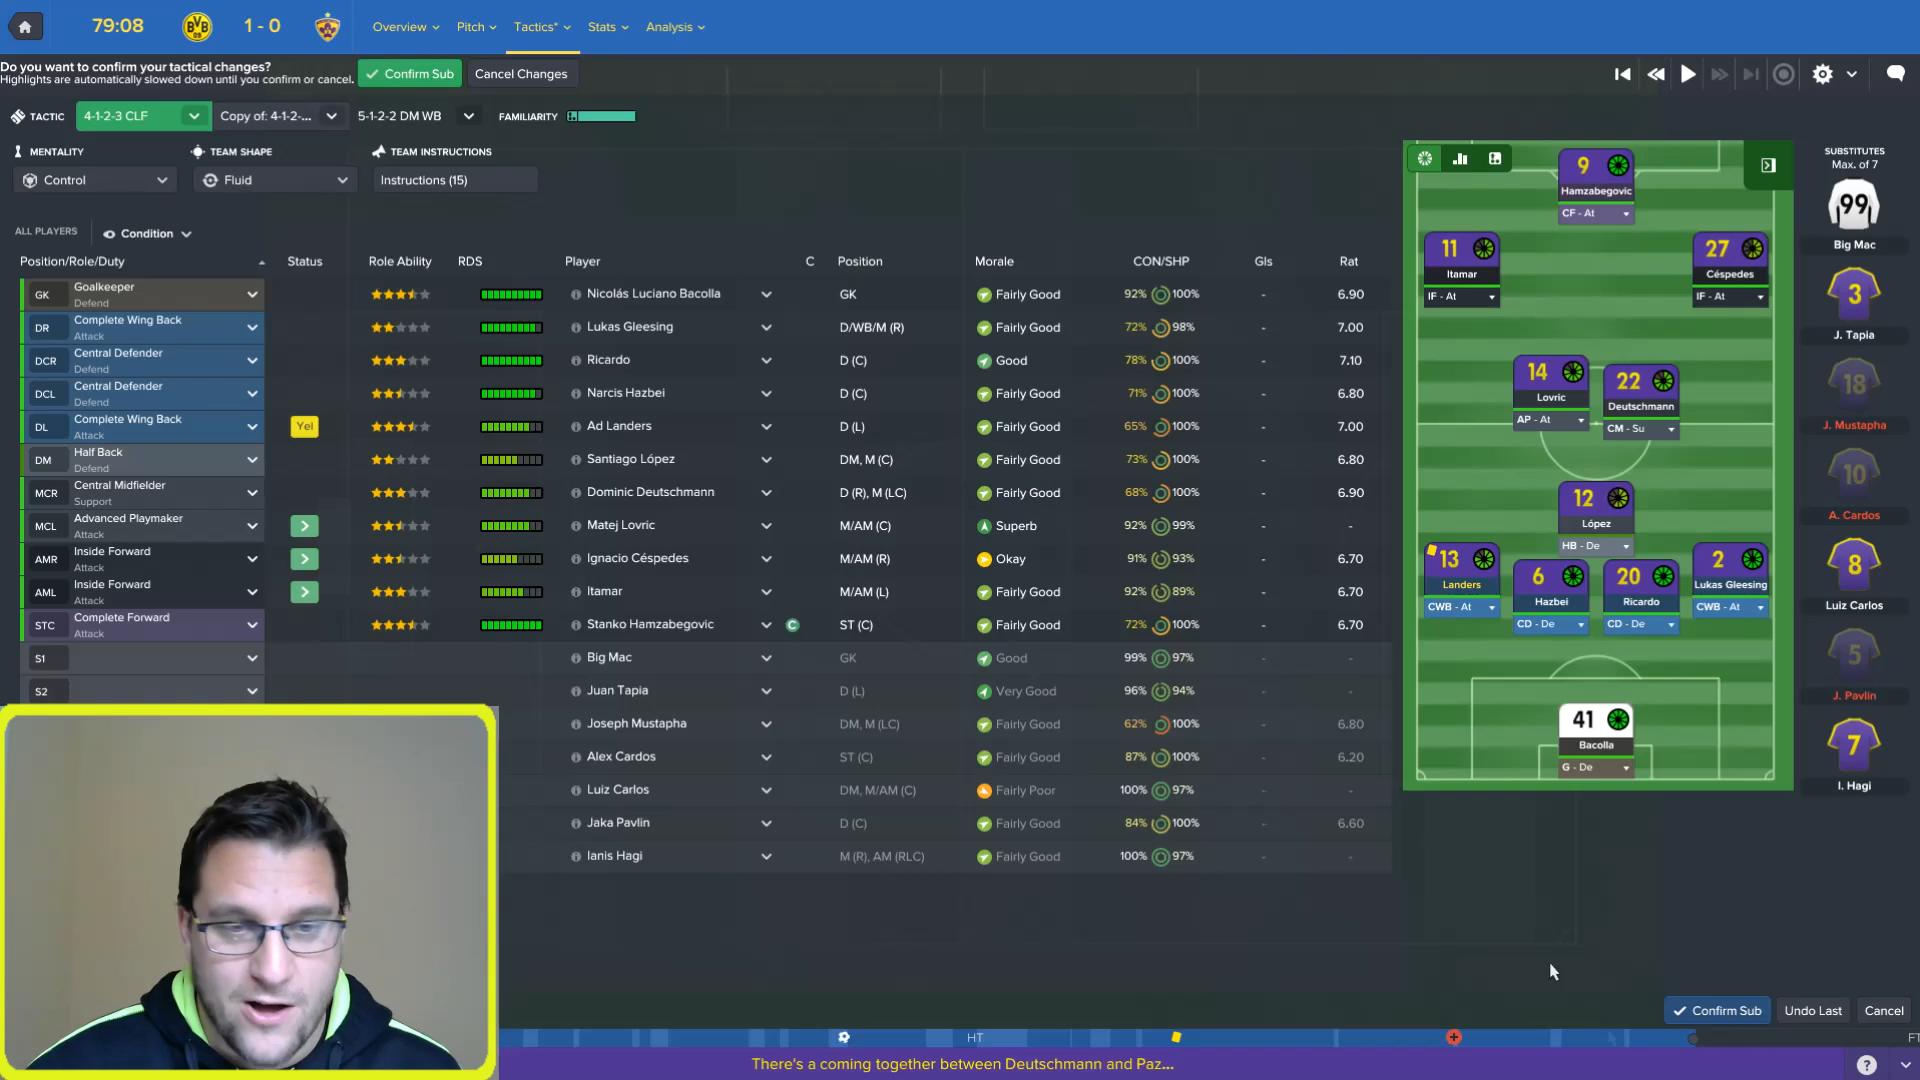 79:08 BVB 09 1 - 0 Overview Pitch Tactics* Stats Analysis
Do you want to confirm your tactical changes?
Highlights are automatically slowed down until you confirm or cancel.
Confirm Sub Cancel Changes
TACTIC 4-1-2-3 CLF Copy of: 4-1-2-... 5-1-2-2 DM WB FAMILIARITY
MENTALITY TEAM SHAPE TEAM INSTRUCTIONS
Control Fluid Instructions (15)
ALL PLAYERS Condition
Position/Role/Duty Status Role Ability RDS Player C Position Morale CON/SHP Gls Rat
GK Goalkeeper Defend Nicolás Luciano Bacolla GK Fairly Good 92% 100% - 6.90
DR Complete Wing Back Attack Lukas Gleesing D/WB/M (R) Fairly Good 72% 98% - 7.00
DCR Central Defender Defend Ricardo D (C) Good 78% 100% - 7.10
DCL Central Defender Defend Narcis Hazbei D (C) Fairly Good 71% 100% - 6.80
DL Complete Wing Back Attack Yel Ad Landers D (L) Fairly Good 65% 100% - 7.00
DM Half Back Defend Santiago López DM, M (C) Fairly Good 73% 100% - 6.80
MCR Central Midfielder Support Dominic Deutschmann D (R), M (LC) Fairly Good 68% 100% - 6.90
MCL Advanced Playmaker Attack Matej Lovric M/AM (C) Superb 92% 99% - -
AMR Inside Forward Attack Ignacio Céspedes M/AM (R) Okay 91% 93% - 6.70
AML Inside Forward Attack Itamar M/AM (L) Fairly Good 92% 89% - 6.70
STC Complete Forward Attack Stanko Hamzabegovic C ST (C) Fairly Good 72% 100% - 6.70
S1 Big Mac GK Good 99% 97% - -
S2 Juan Tapia D (L) Very Good 96% 94% - -
Joseph Mustapha DM, M (LC) Fairly Good 62% 100% - 6.80
Alex Cardos ST (C) Fairly Good 87% 100% - 6.20
Luiz Carlos DM, M/AM (C) Fairly Poor 100% 97% - -
Jaka Pavlin D (C) Fairly Good 84% 100% - 6.60
Ianis Hagi M (R), AM (RLC) Fairly Good 100% 97% - -
9
Hamzabegovic
CF - At
11 27
Itamar Céspedes
IF - At IF - At
14 22
Lovric Deutschmann
AP - At CM - Su
12
López
HB - De
13 6 20 2
Landers Hazbei Ricardo Lukas Gleesing
CWB - At CD - De CD - De CWB - At
41
Bacolla
G - De
SUBSTITUTES
Max. of 7
99
Big Mac
3
J. Tapia
18
J. Mustapha
10
A. Cardos
8
Luiz Carlos
5
J. Pavlin
7
I. Hagi
Confirm Sub Undo Last Cancel
HT FT
There's a coming together between Deutschmann and Paz...
?